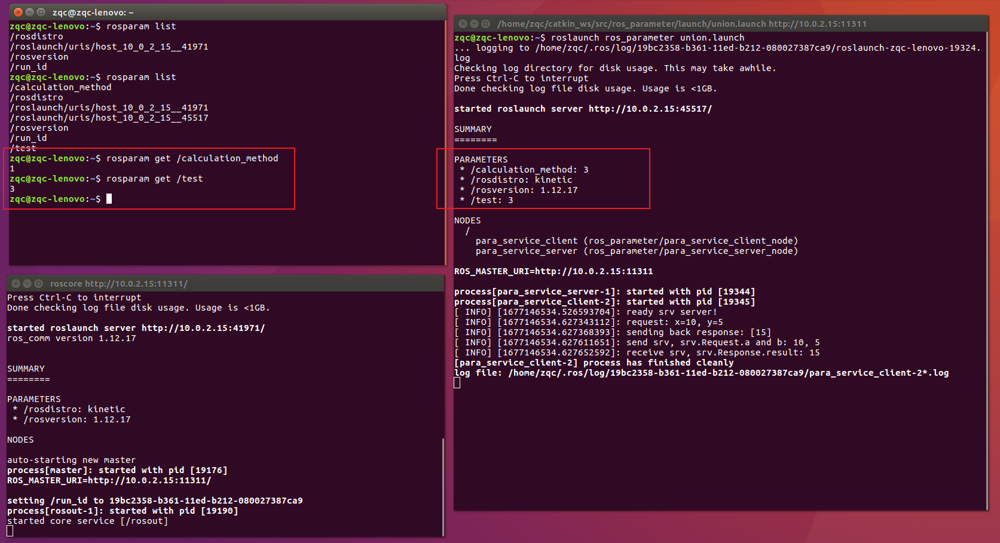 zqc@zqc-lenovo: ~
zqc@zqc-lenovo:~$ rosparam list
/rosdistro
/roslaunch/uris/host_10_0_2_15__41971
/rosversion
/run_id
zqc@zqc-lenovo:~$ rosparam list
/calculation_method
/rosdistro
/roslaunch/uris/host_10_0_2_15__41971
/roslaunch/uris/host_10_0_2_15__45517
/rosversion
/run_id
/test
zqc@zqc-lenovo:~$ rosparam get /calculation_method
1
zqc@zqc-lenovo:~$ rosparam get /test
3
zqc@zqc-lenovo:~$
roscore http://10.0.2.15:11311/
Press Ctrl-C to interrupt
Done checking log file disk usage. Usage is <1GB.
started roslaunch server http://10.0.2.15:41971/
ros_comm version 1.12.17
SUMMARY
========
PARAMETERS
* /rosdistro: kinetic
* /rosversion: 1.12.17
NODES
auto-starting new master
process[master]: started with pid [19176]
ROS_MASTER_URI=http://10.0.2.15:11311/
setting /run_id to 19bc2358-b361-11ed-b212-080027387ca9
process[rosout-1]: started with pid [19190]
started core service [/rosout]
/home/zqc/catkin_ws/src/ros_parameter/launch/union.launch http://10.0.2.15:11311
zqc@zqc-lenovo:~$ roslaunch ros_parameter union.launch
... logging to /home/zqc/.ros/log/19bc2358-b361-11ed-b212-080027387ca9/roslaunch-zqc-lenovo-19324.
log
Checking log directory for disk usage. This may take awhile.
Press Ctrl-C to interrupt
Done checking log file disk usage. Usage is <1GB.
started roslaunch server http://10.0.2.15:45517/
SUMMARY
========
PARAMETERS
* /calculation_method: 3
* /rosdistro: kinetic
* /rosversion: 1.12.17
* /test: 3
NODES
/
para_service_client (ros_parameter/para_service_client_node)
para_service_server (ros_parameter/para_service_server_node)
ROS_MASTER_URI=http://10.0.2.15:11311
process[para_service_server-1]: started with pid [19344]
process[para_service_client-2]: started with pid [19345]
[ INFO] [1677146534.526593704]: ready srv server!
[ INFO] [1677146534.627343112]: request: x=10, y=5
[ INFO] [1677146534.627368393]: sending back response: [15]
[ INFO] [1677146534.627611651]: send srv, srv.Request.a and b: 10, 5
[ INFO] [1677146534.627652592]: receive srv, srv.Response.result: 15
[para_service_client-2] process has finished cleanly
log file: /home/zqc/.ros/log/19bc2358-b361-11ed-b212-080027387ca9/para_service_client-2*.log